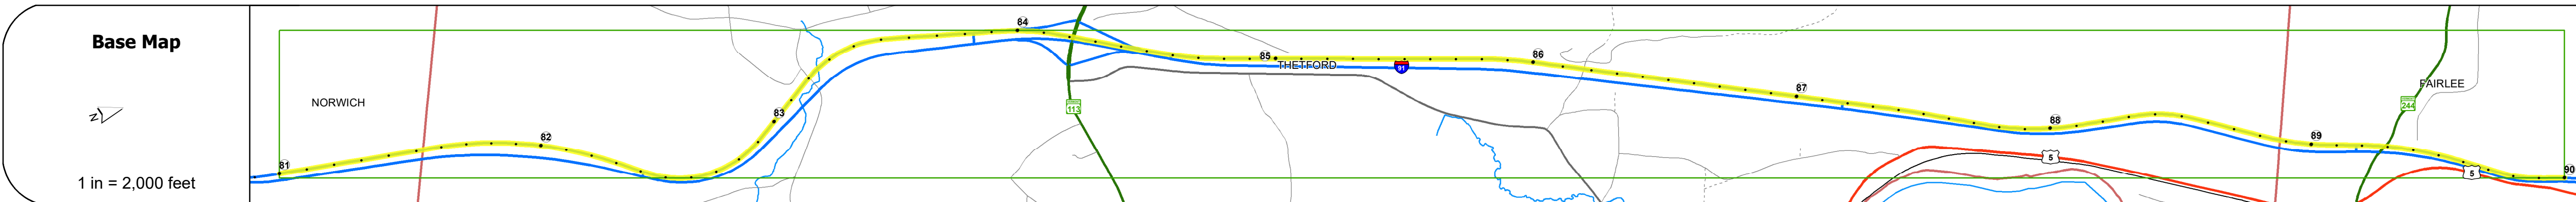 Base Map
N
1 in = 2,000 feet
84
85
86
THETFORD
91
87
FAIRLEE
NORWICH
113
244
83
88
82
89
5
81
5
90